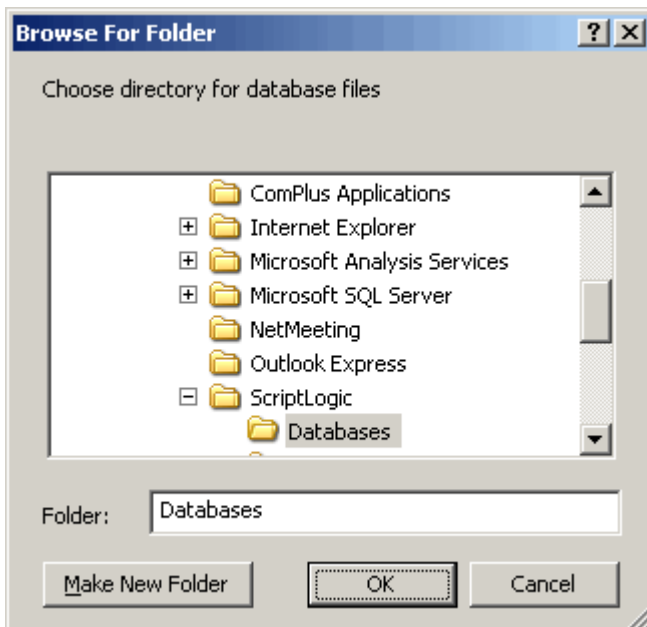 Browse For Folder
Choose directory for database files
ComPlus Applications
Internet Explorer
Microsoft Analysis Services
Microsoft SQL Server
NetMeeting
Outlook Express
ScriptLogic
Databases
Folder: Databases
Make New Folder OK Cancel